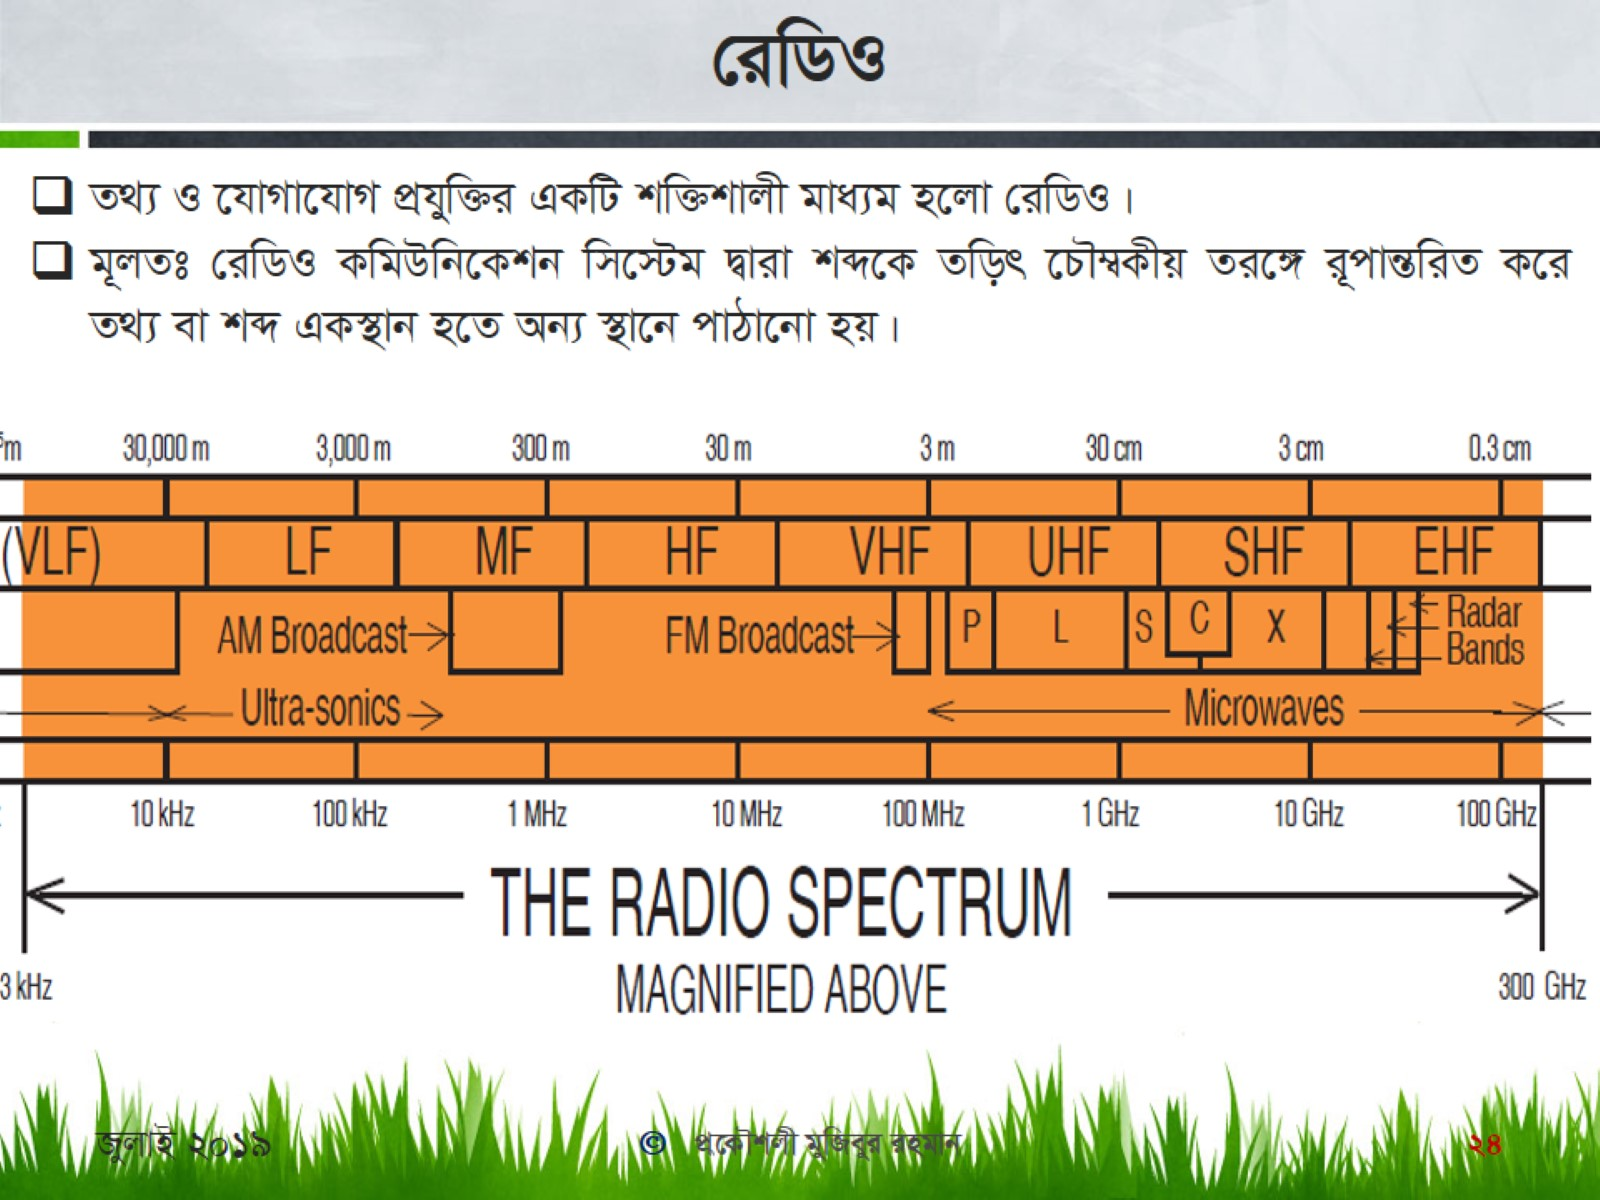 রেডিও
তথ্য ও যোগাযোগ প্রযুক্তির একটি শক্তিশালী মাধ্যম হলো রেডিও।
মূলতঃ রেডিও কমিউনিকেশন সিস্টেম দ্বারা শব্দকে তড়িৎ চৌম্বকীয় তরঙ্গে রূপান্তরিত করে
তথ্য বা শব্দ একস্থান হতে অন্য স্থানে পাঠানো হয়।
30,000 m 3,000 m 300 m 30 m 3 m 30 cm 3 cm 0.3 cm
(VLF) LF MF HF VHF UHF SHF EHF
AM Broadcast FM Broadcast P L S C X Radar
Bands
Ultra-sonics Microwaves
10 kHz 100 kHz 1 MHz 10 MHz 100 MHz 1 GHz 10 GHz 100 GHz
THE RADIO SPECTRUM
MAGNIFIED ABOVE
3 kHz 300 GHz
জুলাই ২০১৯ © প্রকৌশলী মুজিবুর রহমান ২৪